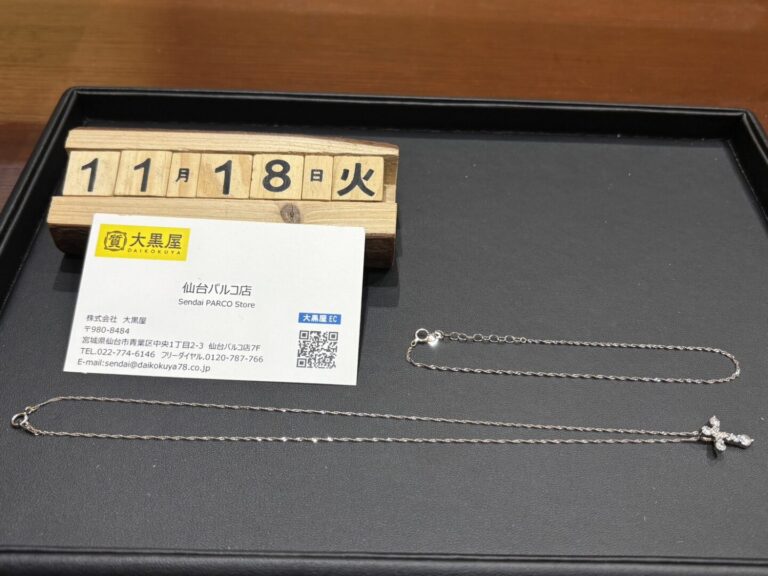 11月18日火
質 大黒屋
DAIKOKUYA
仙台パルコ店
Sendai PARCO Store
株式会社 大黒屋
〒980-8484
宮城県仙台市青葉区中央1丁目2-3 仙台パルコ店7F
TEL.022-774-6146 フリーダイヤル.0120-787-766
E-mail:sendai@daikokuya78.co.jp
大黒屋 EC